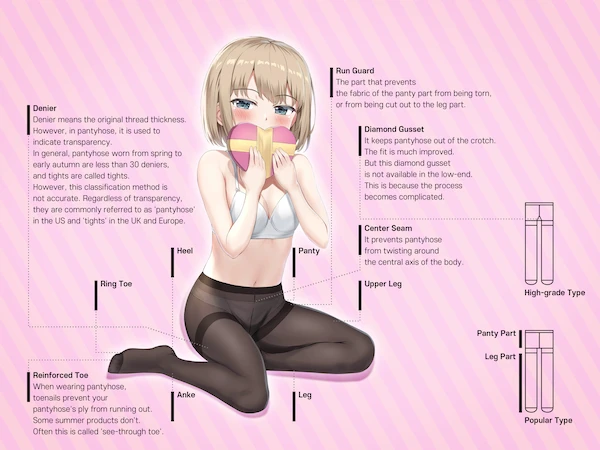 Run Guard
The part that prevents
the fabric of the panty part from being torn,
or from being cut out to the leg part.
Denier
Denier means the original thread thickness.
However, in pantyhose, it is used to
indicate transparency.
In general, pantyhose worn from spring to
early autumn are less than 30 deniers,
and tights are called tights.
However, this classification method is
not accurate. Regardless of transparency,
they are commonly referred to as 'pantyhose'
in the US and 'tights' in the UK and Europe.
Diamond Gusset
It keeps pantyhose out of the crotch.
The fit is much improved.
But this diamond gusset
is not available in the low-end.
This is because the process
becomes complicated.
Center Seam
It prevents pantyhose
from twisting around
the central axis of the body.
Heel
Panty
Ring Toe
Upper Leg
High-grade Type
Panty Part
Leg Part
Popular Type
Reinforced Toe
When wearing pantyhose,
toenails prevent your
pantyhose's ply from running out.
Some summer products don't.
Often this is called 'see-through toe'.
Anke
Leg